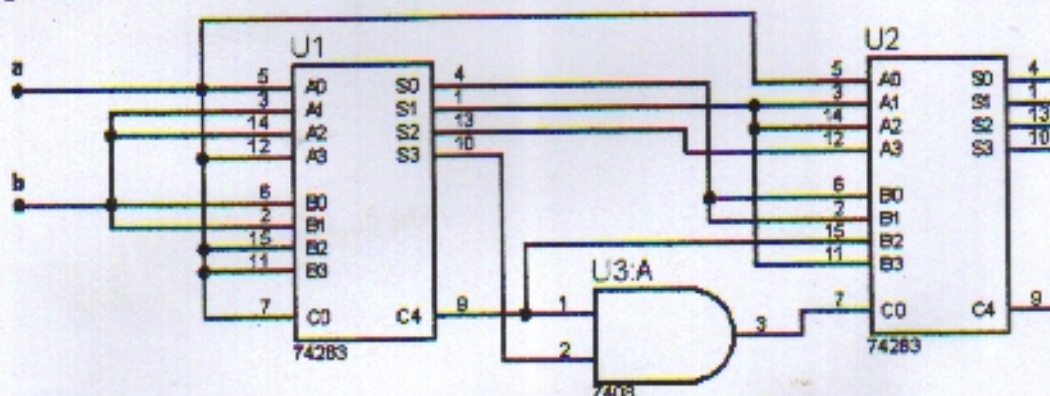 a
b
U1
5 A0 S0 4
3 A1 S1 1
14 A2 S2 13
12 A3 S3 10
6 B0
2 B1
15 B2
11 B3
7 C0 C4 9
74283
U3:A
1
2
3
7408
U2
5 A0 S0 4
3 A1 S1 1
14 A2 S2 13
12 A3 S3 10
6 B0
2 B1
15 B2
11 B3
7 C0 C4 9
74283